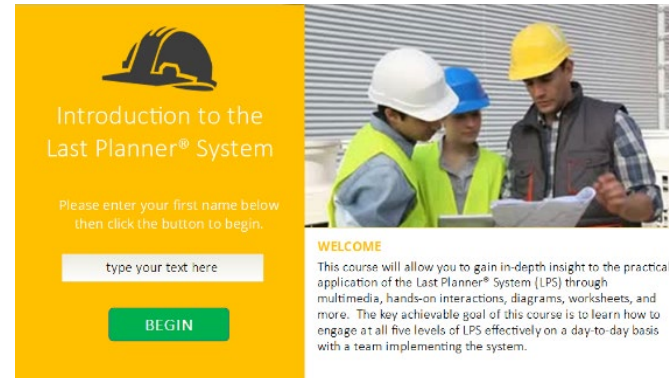 Introduction to the
Last Planner® System
Please enter your first name below
then click the button to begin.
type your text here
BEGIN
WELCOME
This course will allow you to gain in-depth insight to the practical
application of the Last Planner® System (LPS) through
multimedia, hands-on interactions, diagrams, worksheets, and
more. The key achievable goal of this course is to learn how to
engage at all five levels of LPS effectively on a day-to-day basis
with a team implementing the system.